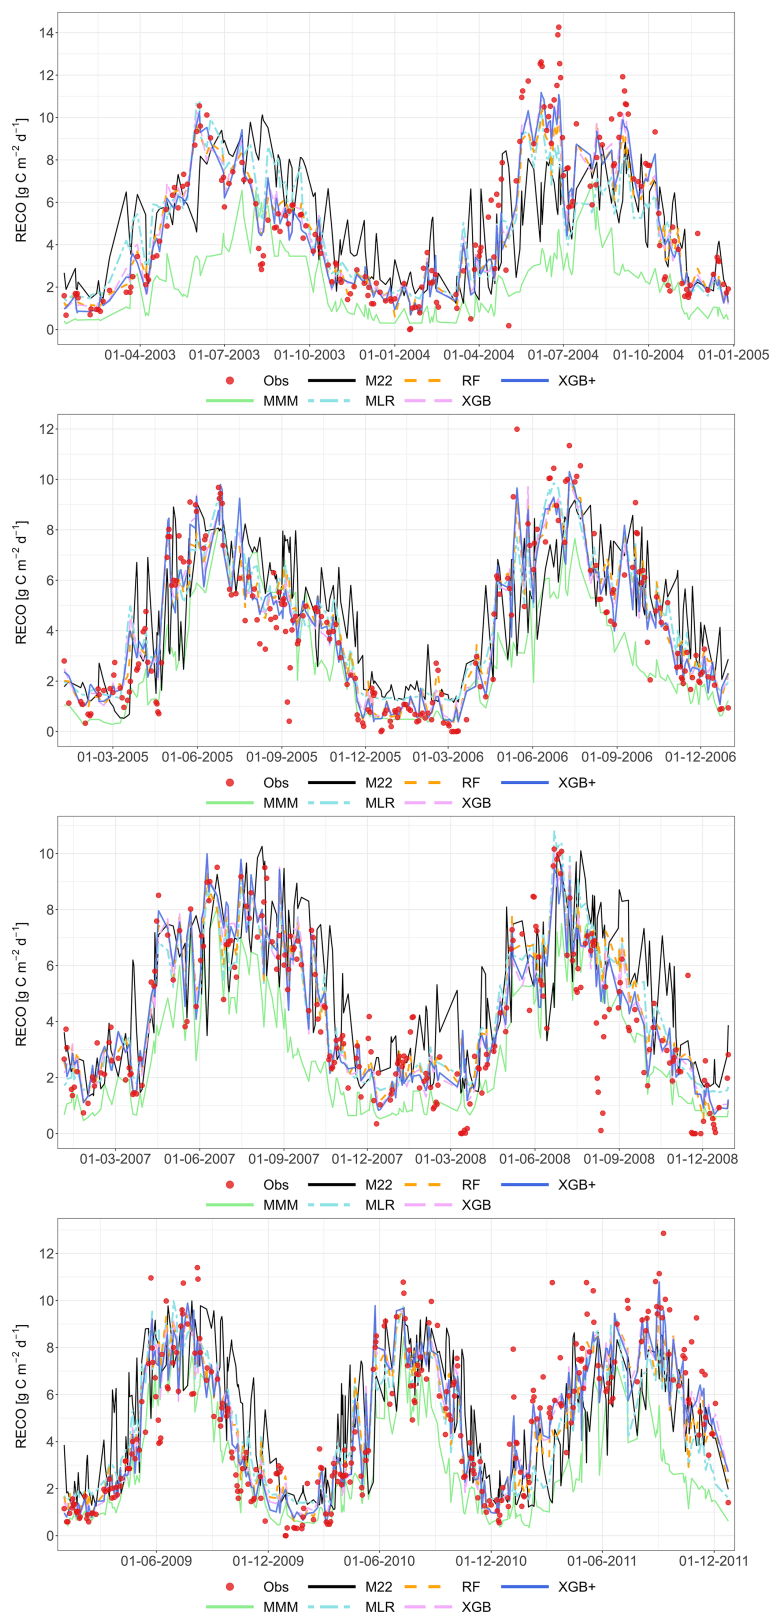 14
12
10
8
6
4
2
0
RECO [g C m⁻² d⁻¹]
01-04-2003 01-07-2003 01-10-2003 01-01-2004 01-04-2004 01-07-2004 01-10-2004 01-01-2005
Obs M22 RF XGB+
MMM MLR XGB
12
10
8
6
4
2
0
RECO [g C m⁻² d⁻¹]
01-03-2005 01-06-2005 01-09-2005 01-12-2005 01-03-2006 01-06-2006 01-09-2006 01-12-2006
Obs M22 RF XGB+
MMM MLR XGB
10
8
6
4
2
0
RECO [g C m⁻² d⁻¹]
01-03-2007 01-06-2007 01-09-2007 01-12-2007 01-03-2008 01-06-2008 01-09-2008 01-12-2008
Obs M22 RF XGB+
MMM MLR XGB
12
10
8
6
4
2
0
RECO [g C m⁻² d⁻¹]
01-06-2009 01-12-2009 01-06-2010 01-12-2010 01-06-2011 01-12-2011
Obs M22 RF XGB+
MMM MLR XGB